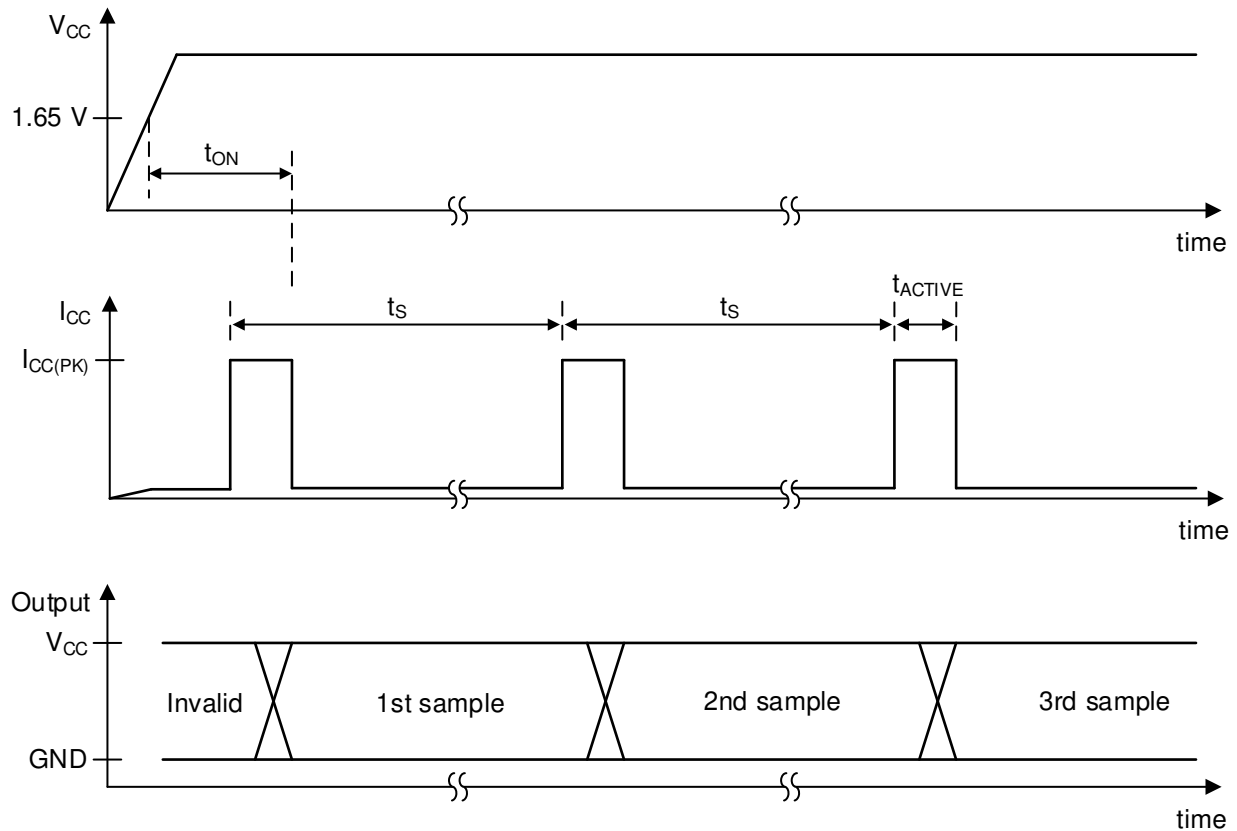 VCC
1.65 V
tON
time
ICC
tS
tS
tACTIVE
ICC(PK)
time
Output
VCC
Invalid
1st sample
2nd sample
3rd sample
GND
time